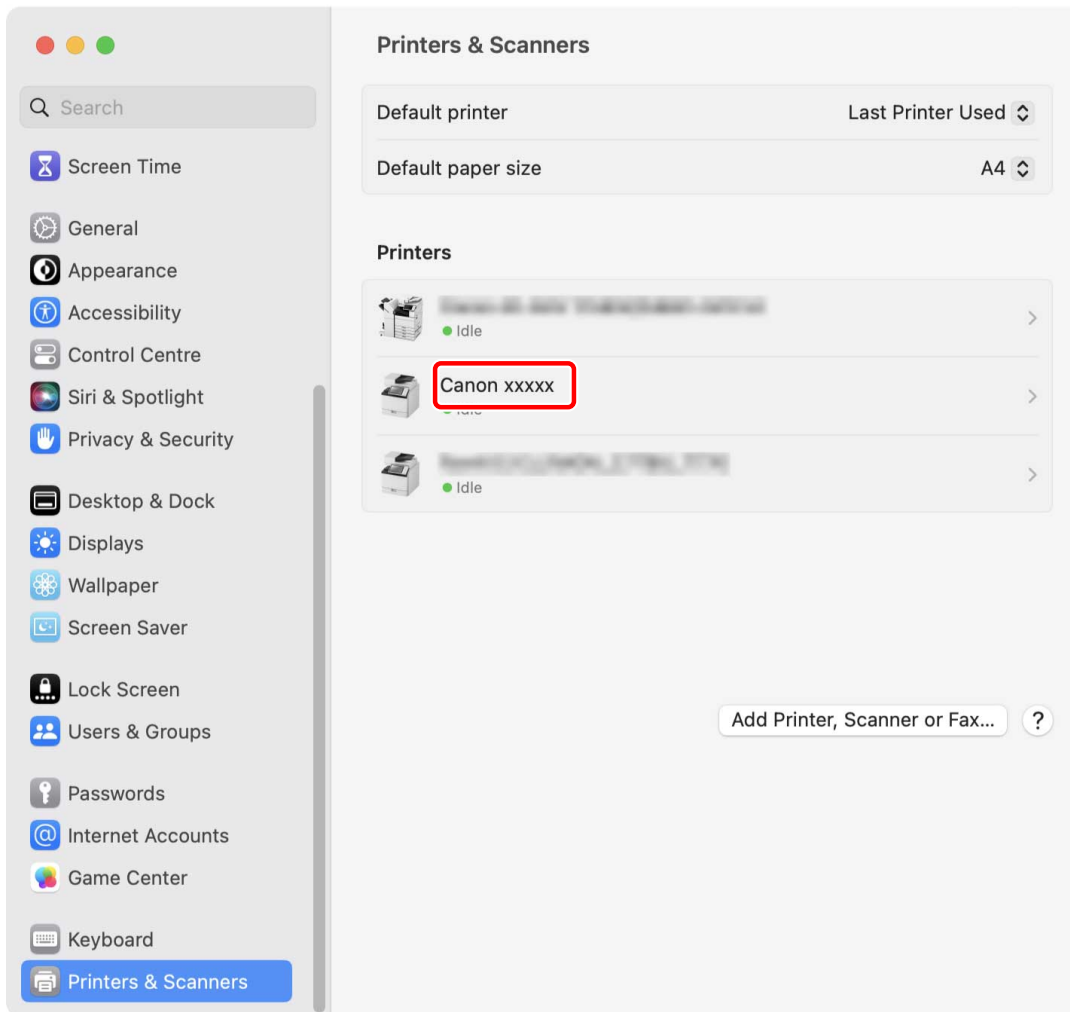 Printers & Scanners
Search
Screen Time
General
Appearance
Accessibility
Control Centre
Siri & Spotlight
Privacy & Security
Desktop & Dock
Displays
Wallpaper
Screen Saver
Lock Screen
Users & Groups
Passwords
Internet Accounts
Game Center
Keyboard
Printers & Scanners
Default printer Last Printer Used
Default paper size A4
Printers
Idle
Canon xxxxx
Idle
Idle
Add Printer, Scanner or Fax... ?